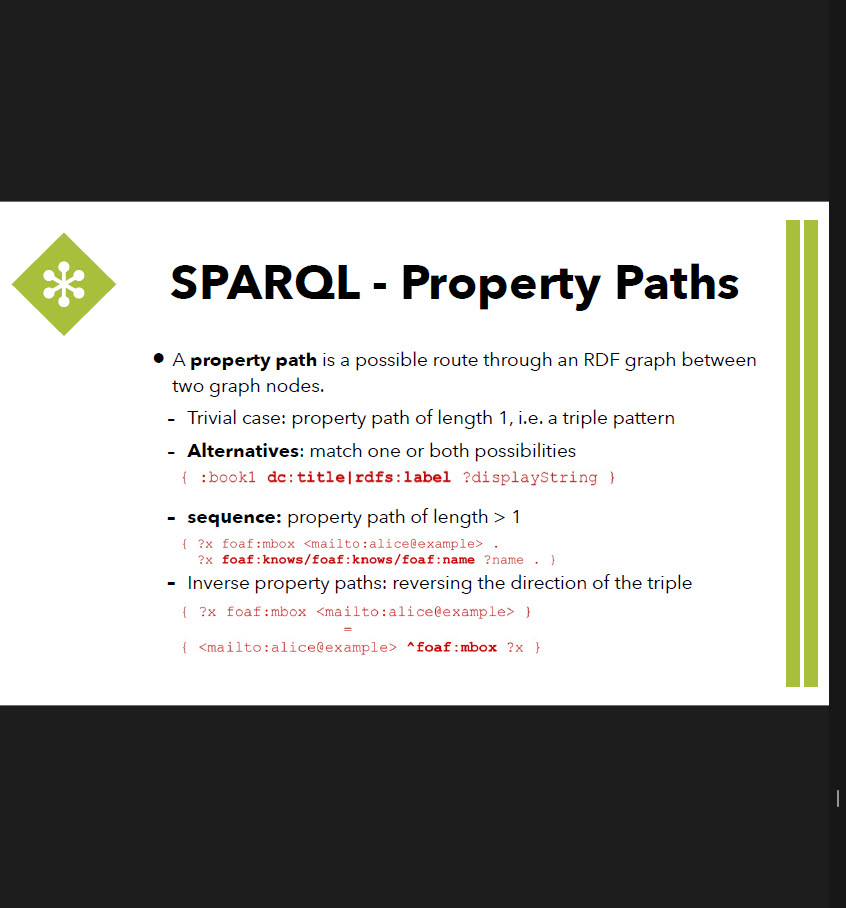 SPARQL - Property Paths
• A property path is a possible route through an RDF graph between
two graph nodes.
- Trivial case: property path of length 1, i.e. a triple pattern
- Alternatives: match one or both possibilities
{ :book1 dc:title|rdfs:label ?displayString }
- sequence: property path of length > 1
{ ?x foaf:mbox <mailto:alice@example> .
?x foaf:knows/foaf:knows/foaf:name ?name . }
- Inverse property paths: reversing the direction of the triple
{ ?x foaf:mbox <mailto:alice@example> }
=
{ <mailto:alice@example> ^foaf:mbox ?x }